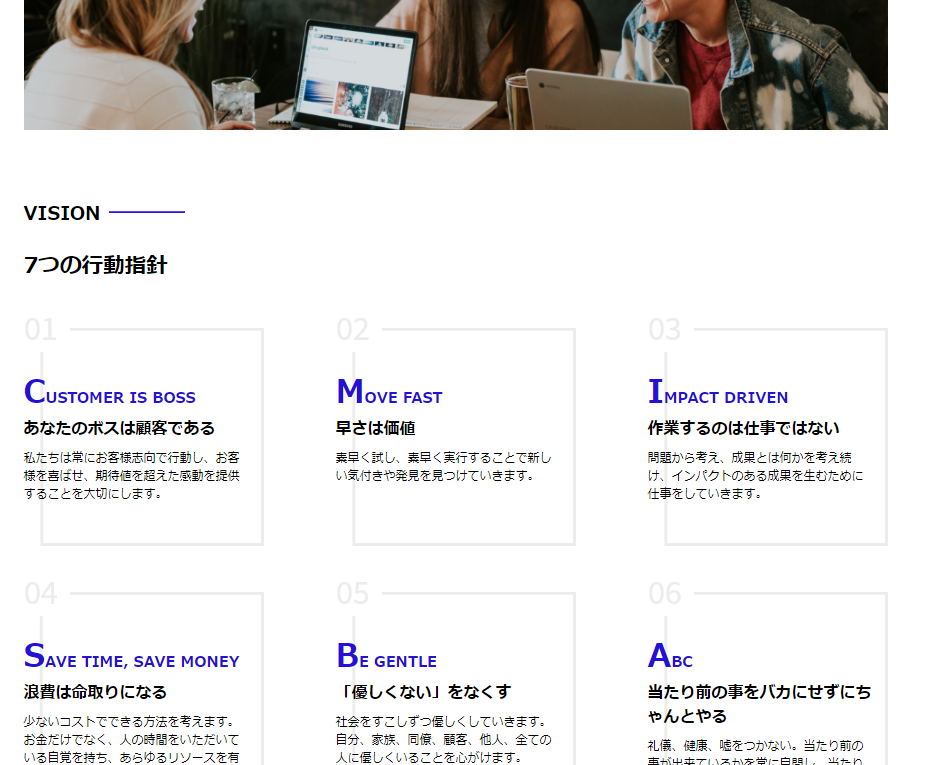 VISION
7つの行動指針
01
CUSTOMER IS BOSS
あなたのボスは顧客である
私たちは常にお客様志向で行動し、お客
様を喜ばせ、期待値を超えた感動を提供
することを大切にします。
02
MOVE FAST
早さは価値
素早く試し、素早く実行することで新し
い気付きや発見を見つけていきます。
03
IMPACT DRIVEN
作業するのは仕事ではない
問題から考え、成果とは何かを考え続
け、インパクトのある成果を生むために
仕事をしていきます。
04
SAVE TIME, SAVE MONEY
浪費は命取りになる
少ないコストでできる方法を考えます。
お金だけでなく、人の時間をいただいて
いる自覚を持ち、あらゆるリソースを有
05
BE GENTLE
「優しくない」をなくす
社会をすこしずつ優しくしていきます。
自分、家族、同僚、顧客、他人、全ての
人に優しくいることを心がけます。
06
ABC
当たり前の事をバカにせずにち
ゃんとやる
礼儀、健康、嘘をつかない。当たり前の
事が出来ているかを常に自問し、当たり